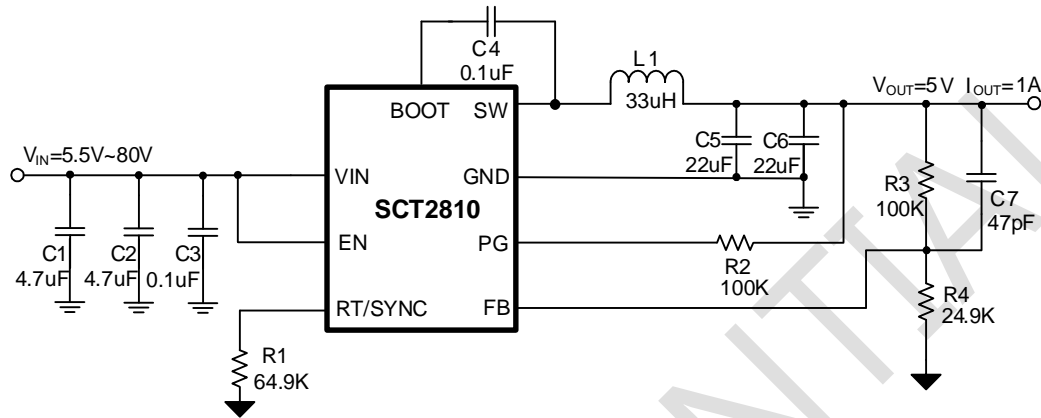 C4
0.1uF
L1
33uH
BOOT
SW
VOUT=5V IOUT=1A
VIN=5.5V~80V
C5
22uF
C6
22uF
VIN
GND
SCT2810
R3
100K
C7
47pF
C1
4.7uF
C2
4.7uF
C3
0.1uF
EN
PG
R2
100K
RT/SYNC
FB
R4
24.9K
R1
64.9K
NTIAL